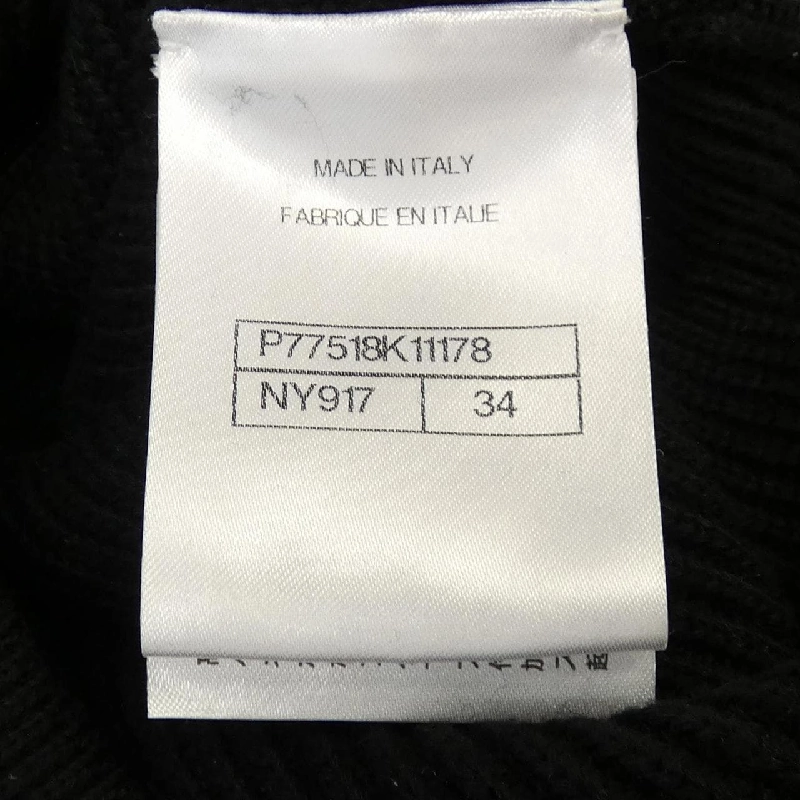 MADE IN ITALY
FABRIQUE EN ITALIE
P77518K11178
NY917 34